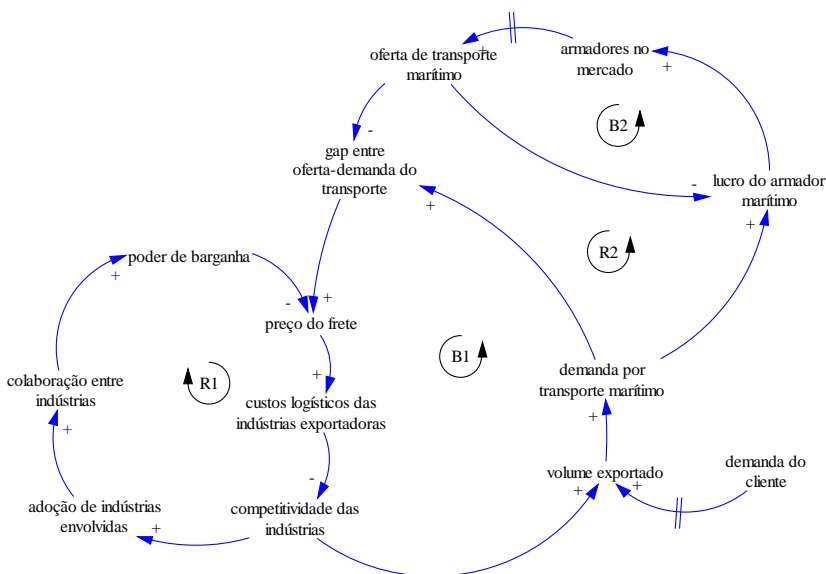 oferta de transporte
marítimo
armadores no
mercado
+
+
B2
-
gap entre
oferta-demanda do
transporte
-
lucro do armador
marítimo
+
+
R2
poder de barganha
+
-
+
preço do frete
B1
R1
+
colaboração entre
indústrias
custos logísticos das
indústrias exportadoras
demanda por
transporte marítimo
+
+
-
volume exportado
+
+
demanda do
cliente
adoção de indústrias
envolvidas
+
competitividade das
indústrias